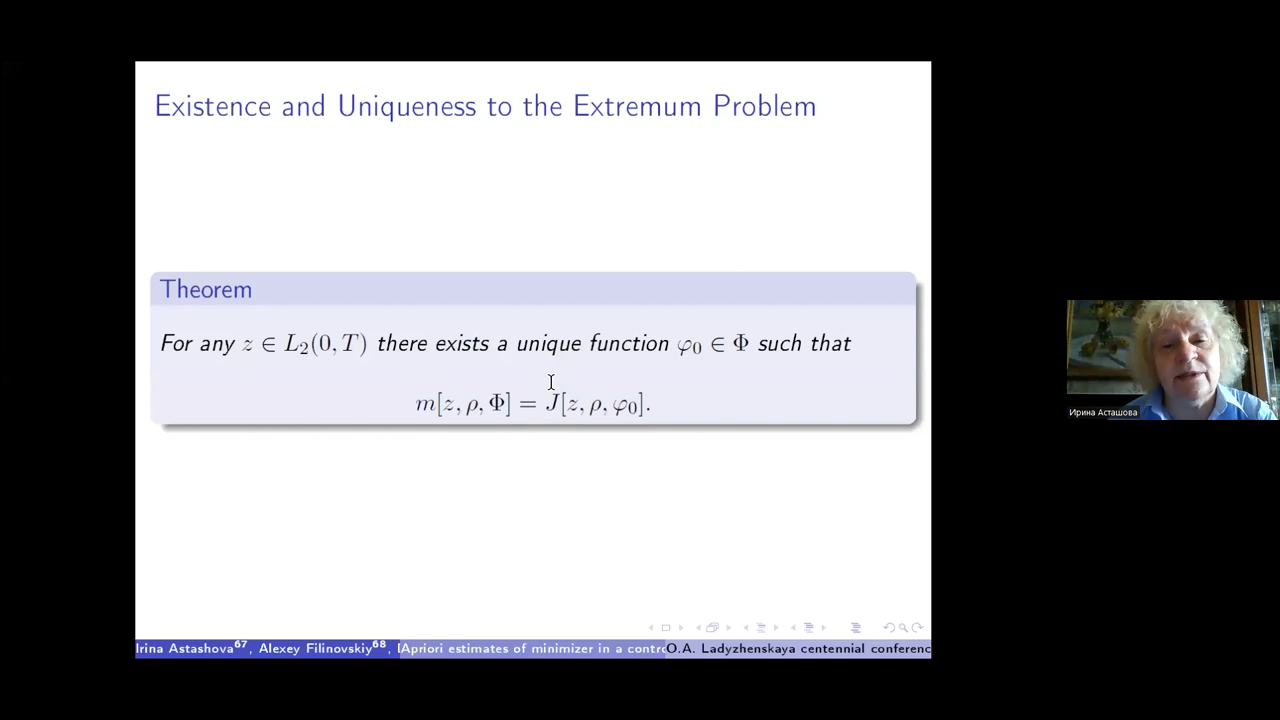 Existence and Uniqueness to the Extremum Problem
Theorem
For any z ∈ L₂(0, T) there exists a unique function φ₀ ∈ Φ such that
m[z, ρ, Φ] = J[z, ρ, φ₀].
Ирина Асташова
Irina Astashova⁶⁷, Alexey Filinovskiy⁶⁸,
Apriori estimates of minimizer in a contro
O.A. Ladyzhenskaya centennial conferenc